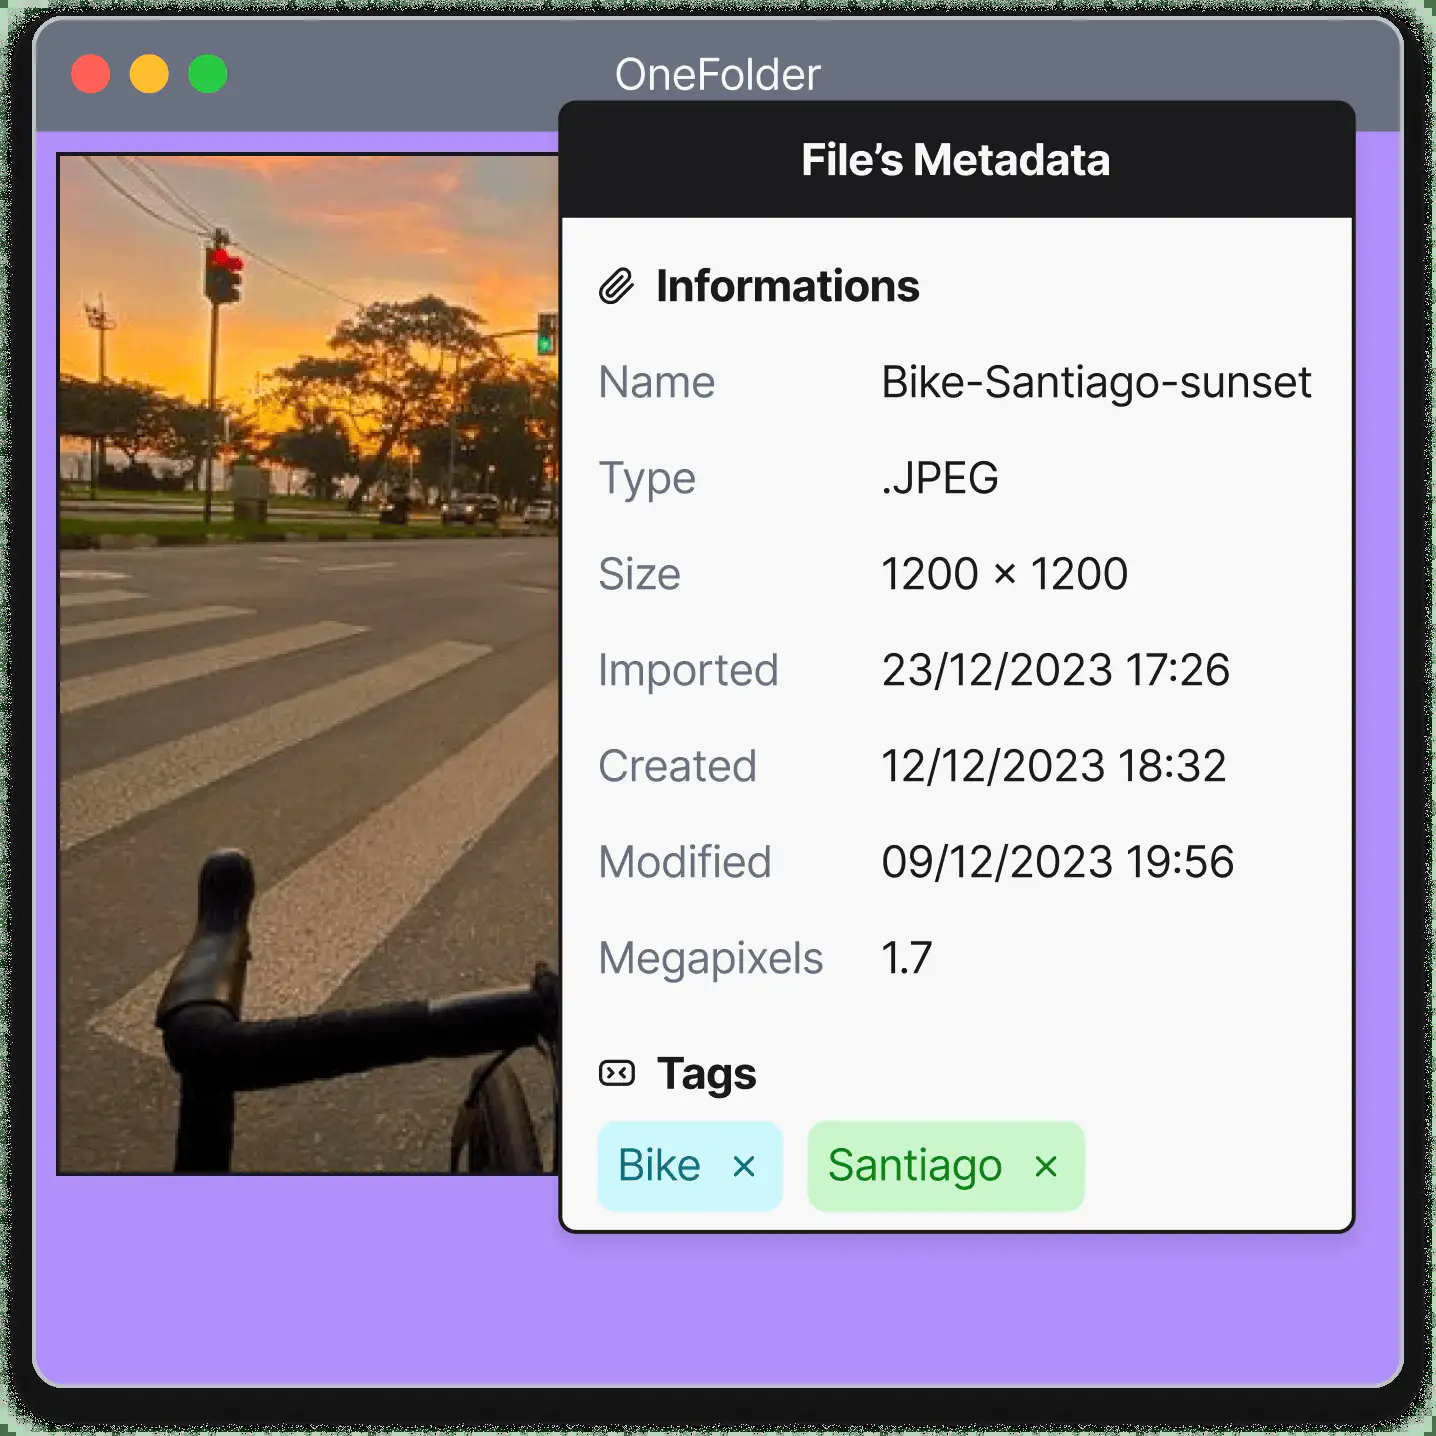 OneFolder
File’s Metadata
Informations
Name Bike-Santiago-sunset
Type .JPEG
Size 1200 × 1200
Imported 23/12/2023 17:26
Created 12/12/2023 18:32
Modified 09/12/2023 19:56
Megapixels 1.7
Tags
Bike × Santiago ×